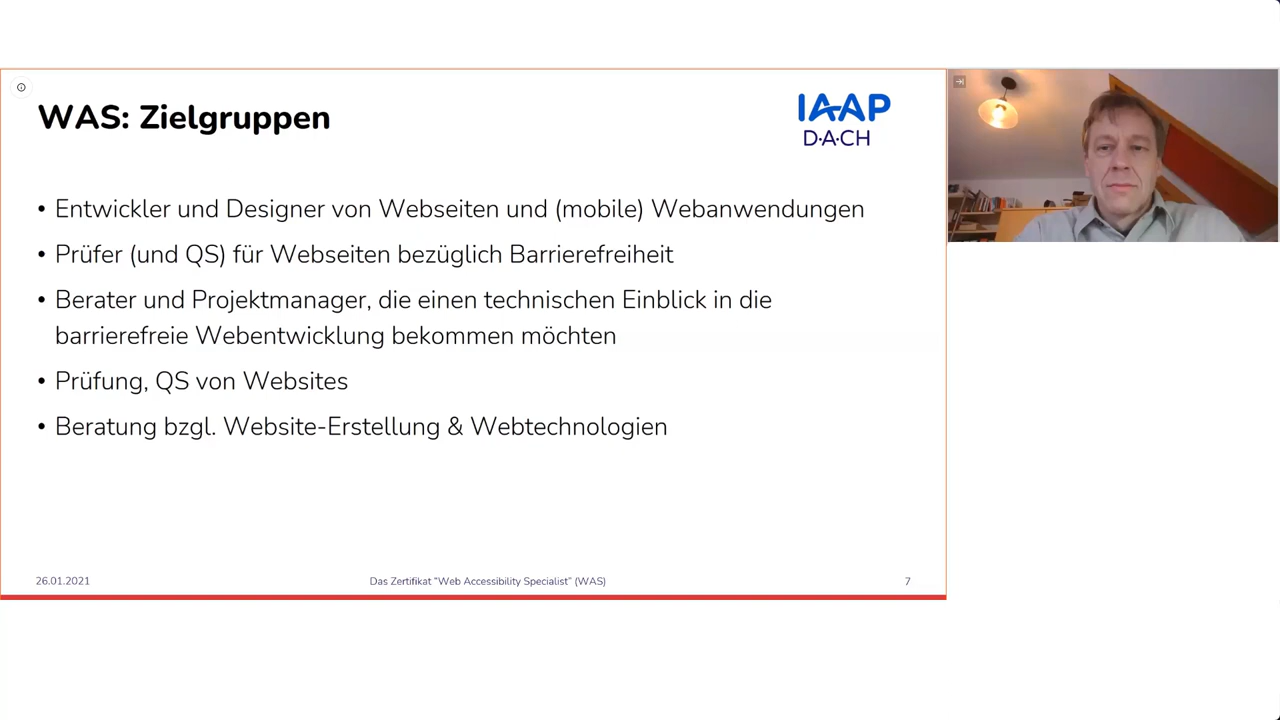 WAS: Zielgruppen
IAAP
D·A·CH
• Entwickler und Designer von Webseiten und (mobile) Webanwendungen
• Prüfer (und QS) für Webseiten bezüglich Barrierefreiheit
• Berater und Projektmanager, die einen technischen Einblick in die
barrierefreie Webentwicklung bekommen möchten
• Prüfung, QS von Websites
• Beratung bzgl. Website-Erstellung & Webtechnologien
26.01.2021
Das Zertifikat “Web Accessibility Specialist” (WAS)
7